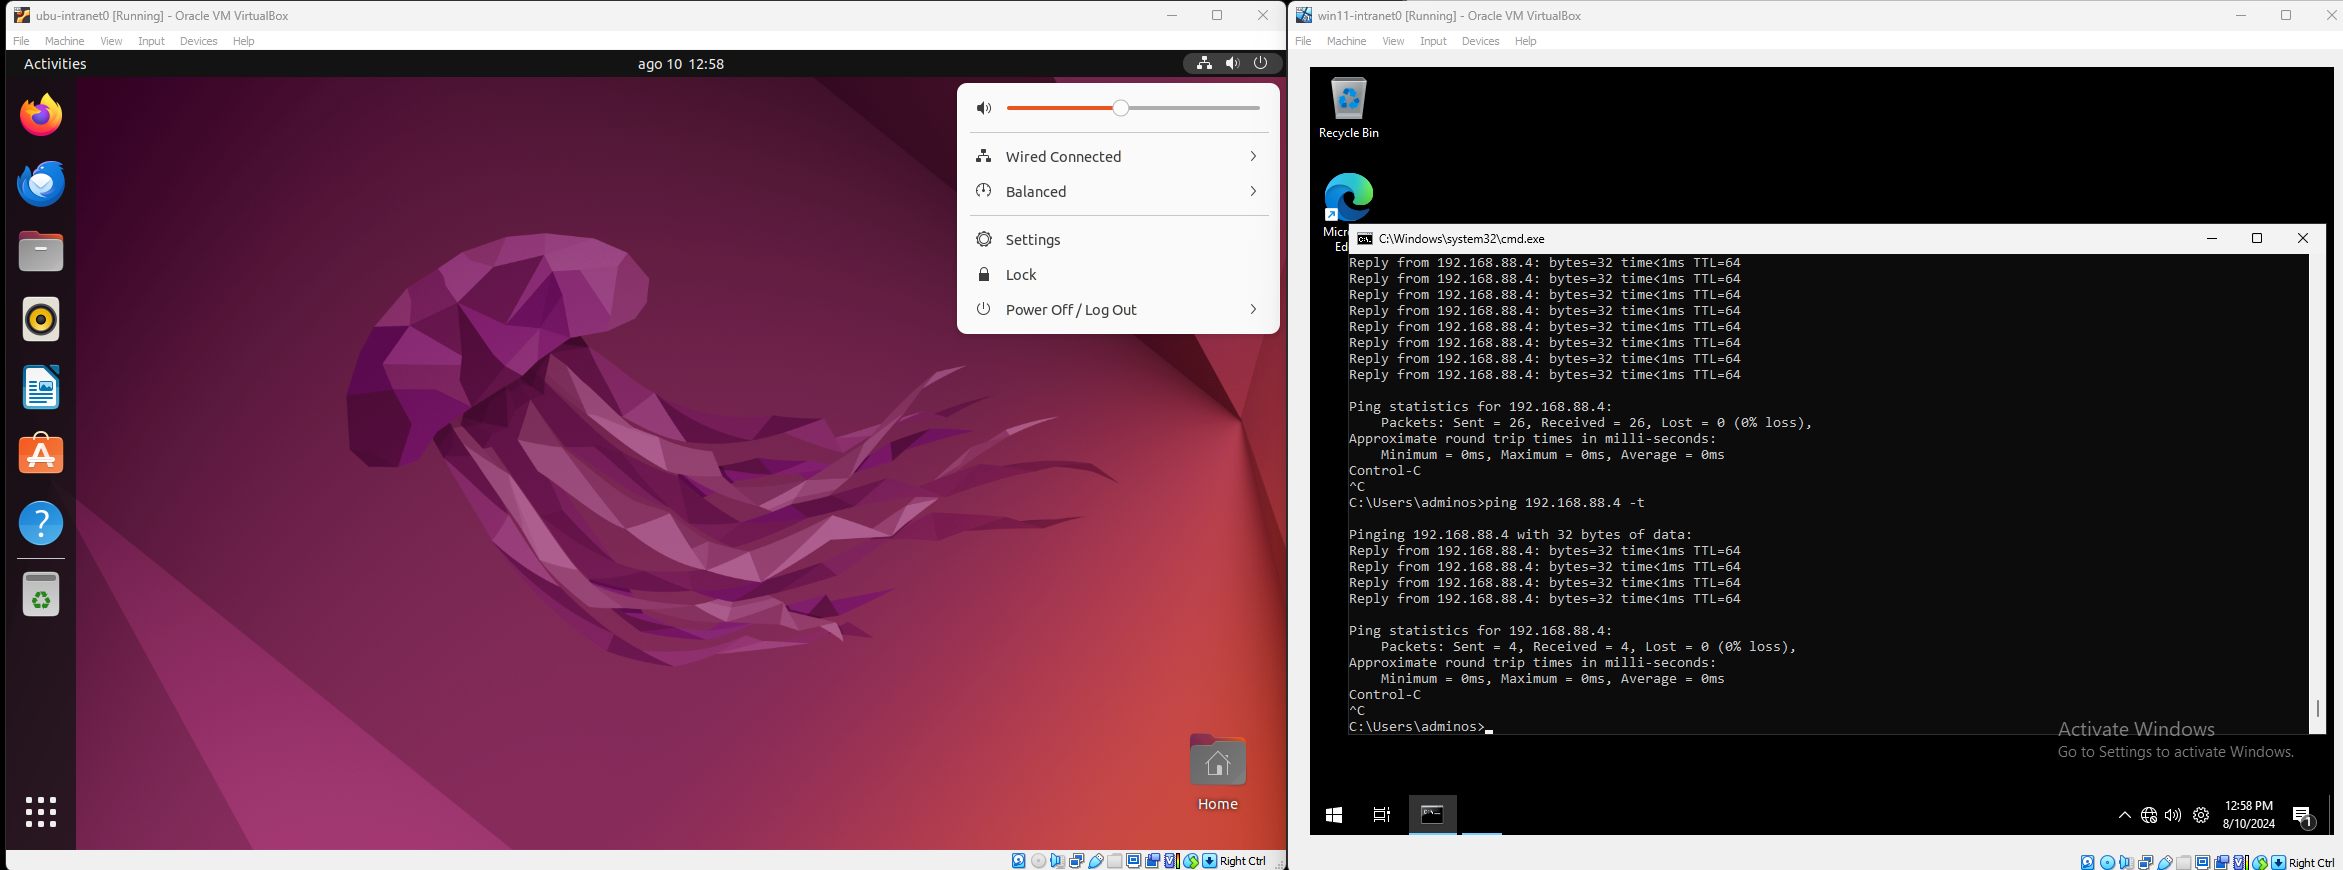 ubu-intranet0 [Running] - Oracle VM VirtualBox
File Machine View Input Devices Help
Activities
ago 10 12:58
Wired Connected
Balanced
Settings
Lock
Power Off / Log Out
Home
Right Ctrl
win11-intranet0 [Running] - Oracle VM VirtualBox
File Machine View Input Devices Help
Recycle Bin
Micr
Ed
C:\Windows\system32\cmd.exe
Reply from 192.168.88.4: bytes=32 time<1ms TTL=64
Reply from 192.168.88.4: bytes=32 time<1ms TTL=64
Reply from 192.168.88.4: bytes=32 time<1ms TTL=64
Reply from 192.168.88.4: bytes=32 time<1ms TTL=64
Reply from 192.168.88.4: bytes=32 time<1ms TTL=64
Reply from 192.168.88.4: bytes=32 time<1ms TTL=64
Reply from 192.168.88.4: bytes=32 time<1ms TTL=64
Reply from 192.168.88.4: bytes=32 time<1ms TTL=64
Ping statistics for 192.168.88.4:
Packets: Sent = 26, Received = 26, Lost = 0 (0% loss),
Approximate round trip times in milli-seconds:
Minimum = 0ms, Maximum = 0ms, Average = 0ms
Control-C
^C
C:\Users\adminos>ping 192.168.88.4 -t
Pinging 192.168.88.4 with 32 bytes of data:
Reply from 192.168.88.4: bytes=32 time<1ms TTL=64
Reply from 192.168.88.4: bytes=32 time<1ms TTL=64
Reply from 192.168.88.4: bytes=32 time<1ms TTL=64
Reply from 192.168.88.4: bytes=32 time<1ms TTL=64
Ping statistics for 192.168.88.4:
Packets: Sent = 4, Received = 4, Lost = 0 (0% loss),
Approximate round trip times in milli-seconds:
Minimum = 0ms, Maximum = 0ms, Average = 0ms
Control-C
^C
C:\Users\adminos>
Activate Windows
Go to Settings to activate Windows.
12:58 PM
8/10/2024
1
Right Ctrl